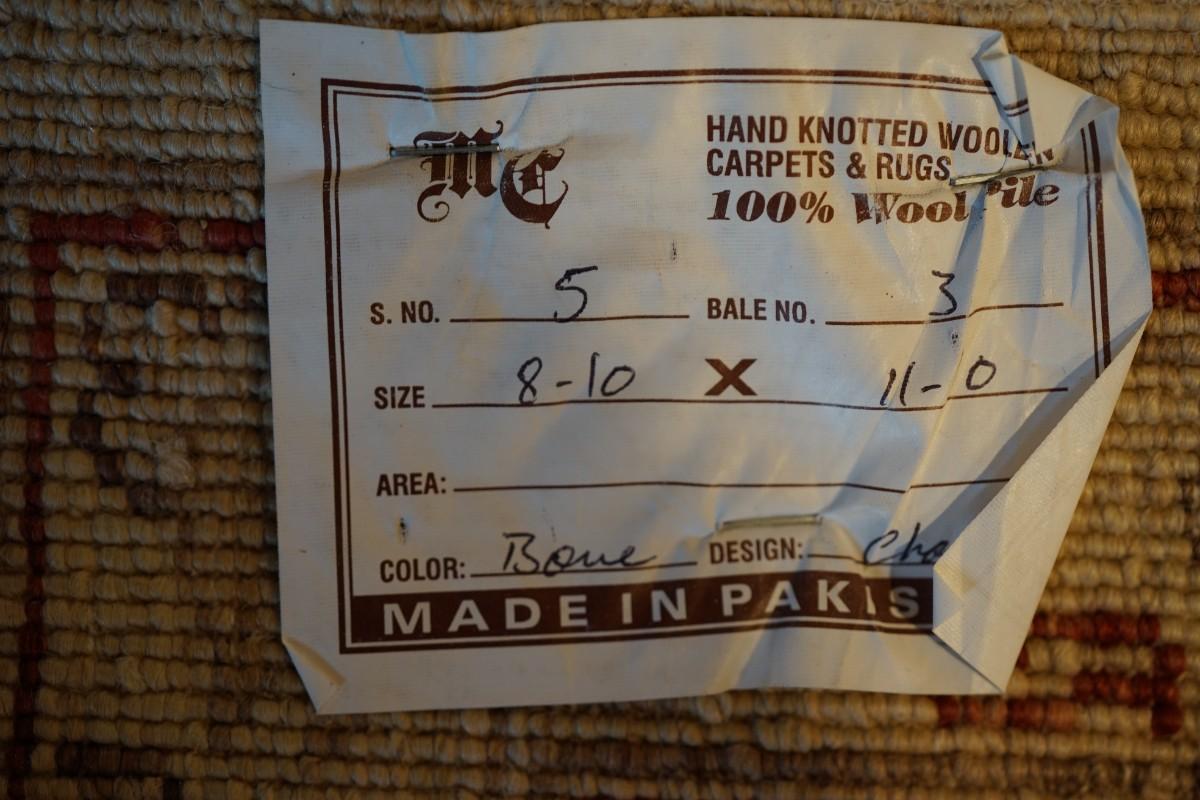 MC
HAND KNOTTED WOOLEN
CARPETS & RUGS
100% Wool Pile
S. NO. 5 BALE NO. 3
SIZE 8-10 X 11-0
AREA:
COLOR: Bone DESIGN: Cho
MADE IN PAKIS